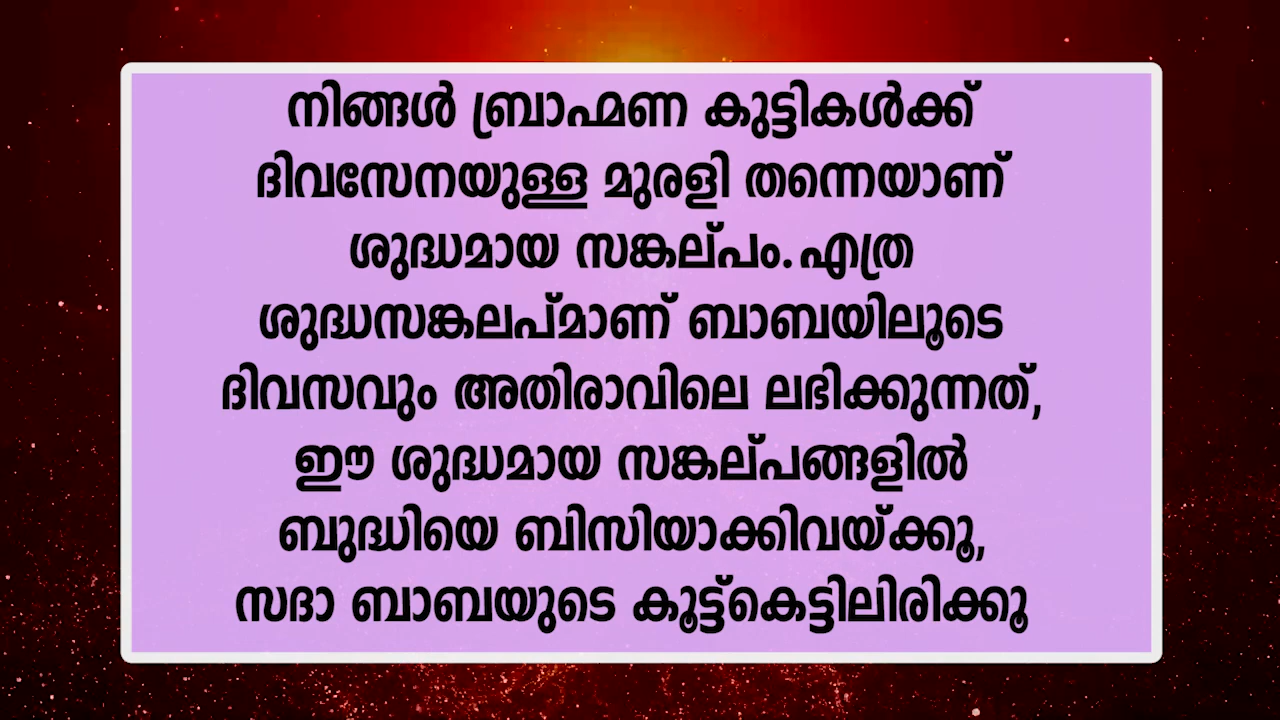 നിങ്ങൾ ബ്രാഹ്മണ കുട്ടികൾക്ക്
ദിവസേനയുള്ള മുരളി തന്നെയാണ്
ശുദ്ധമായ സങ്കല്പം.എത്ര
ശുദ്ധസങ്കലപ്മാണ് ബാബയിലൂടെ
ദിവസവും അതിരാവിലെ ലഭിക്കുന്നത്,
ഈ ശുദ്ധമായ സങ്കല്പങ്ങളിൽ
ബുദ്ധിയെ ബിസിയാക്കിവയ്ക്കൂ,
സദാ ബാബയുടെ കൂട്ട്കെട്ടിലിരിക്കൂ